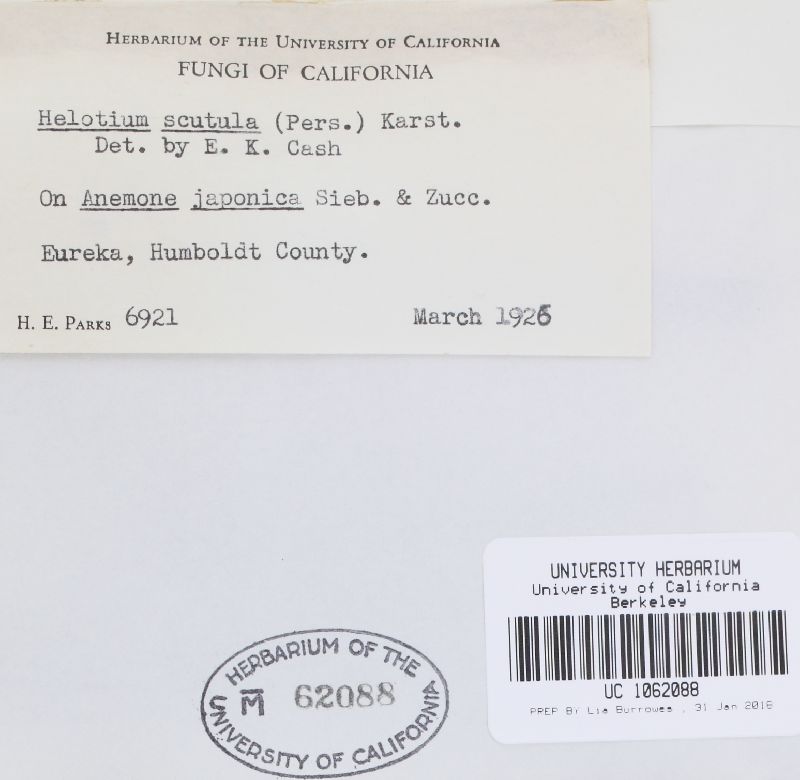 HERBARIUM OF THE UNIVERSITY OF CALIFORNIA
FUNGI OF CALIFORNIA
Helotium scutula (Pers.) Karst.
Det. by E. K. Cash
On Anemone japonica Sieb. & Zucc.
Eureka, Humboldt County.
H. E. PARKS 6921 March 1926
UNIVERSITY HERBARIUM
University of California
Berkeley
UC 1062088
PREP BY Lia Burrowes , 31 Jan 2018
HERBARIUM OF THE
M 62088
UNIVERSITY OF CALIFORNIA